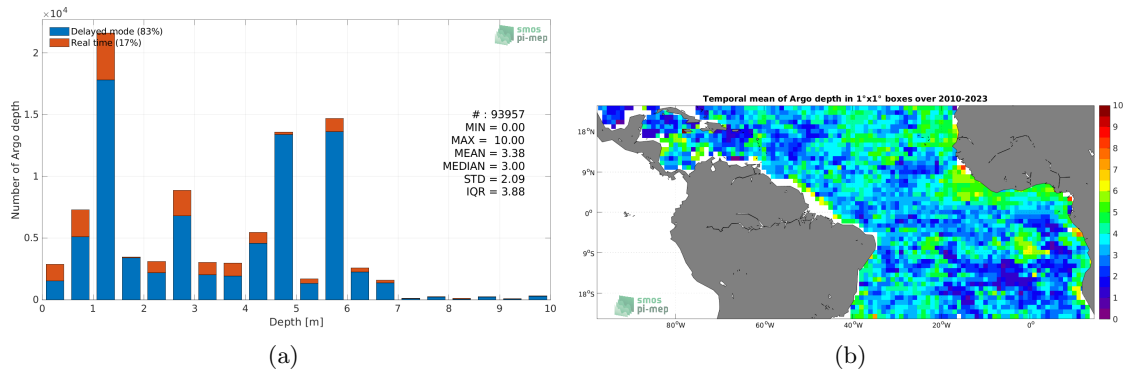 ×10⁴
Delayed mode (83%)
Real time (17%)
smos
pi-mep
# : 93957
MIN = 0.00
MAX = 10.00
MEAN = 3.38
MEDIAN = 3.00
STD = 2.09
IQR = 3.88
Number of Argo depth
2
1.5
1
0.5
0
0 1 2 3 4 5 6 7 8 9 10
Depth [m]
(a)
Temporal mean of Argo depth in 1°x1° boxes over 2010-2023
18°N
9°N
0°
9°S
18°S
80°W 60°W 40°W 20°W 0°
10
9
8
7
6
5
4
3
2
1
0
smos
pi-mep
(b)